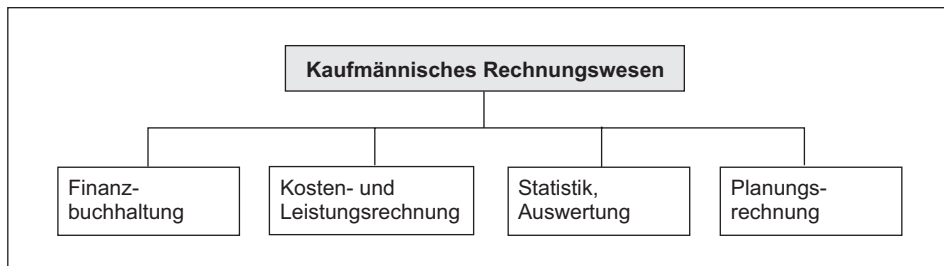 Kaufmännisches Rechnungswesen
Finanz-
buchhaltung
Kosten- und
Leistungsrechnung
Statistik,
Auswertung
Planungs-
rechnung